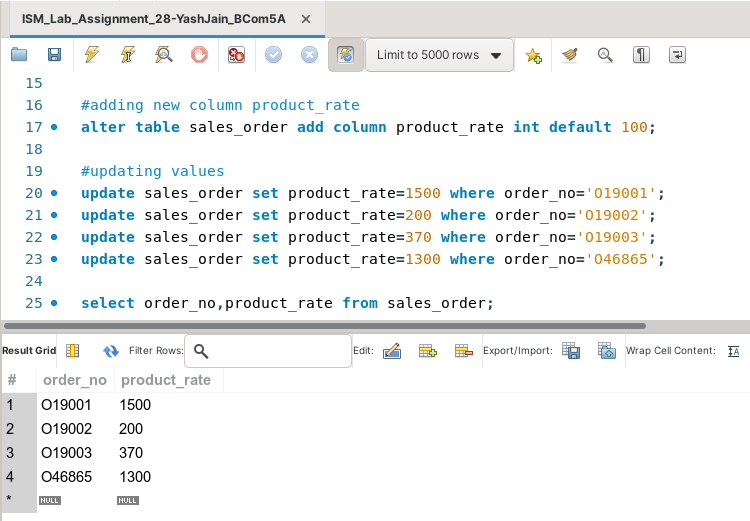 ISM_Lab_Assignment_28-YashJain_BCom5A ×
Limit to 5000 rows
15
16 #adding new column product_rate
17 alter table sales_order add column product_rate int default 100;
18
19 #updating values
20 update sales_order set product_rate=1500 where order_no='O19001';
21 update sales_order set product_rate=200 where order_no='O19002';
22 update sales_order set product_rate=370 where order_no='O19003';
23 update sales_order set product_rate=1300 where order_no='O46865';
24
25 select order_no,product_rate from sales_order;
Result Grid Filter Rows: Edit: Export/Import: Wrap Cell Content: IA
# order_no product_rate
1 O19001 1500
2 O19002 200
3 O19003 370
4 O46865 1300
* NULL NULL